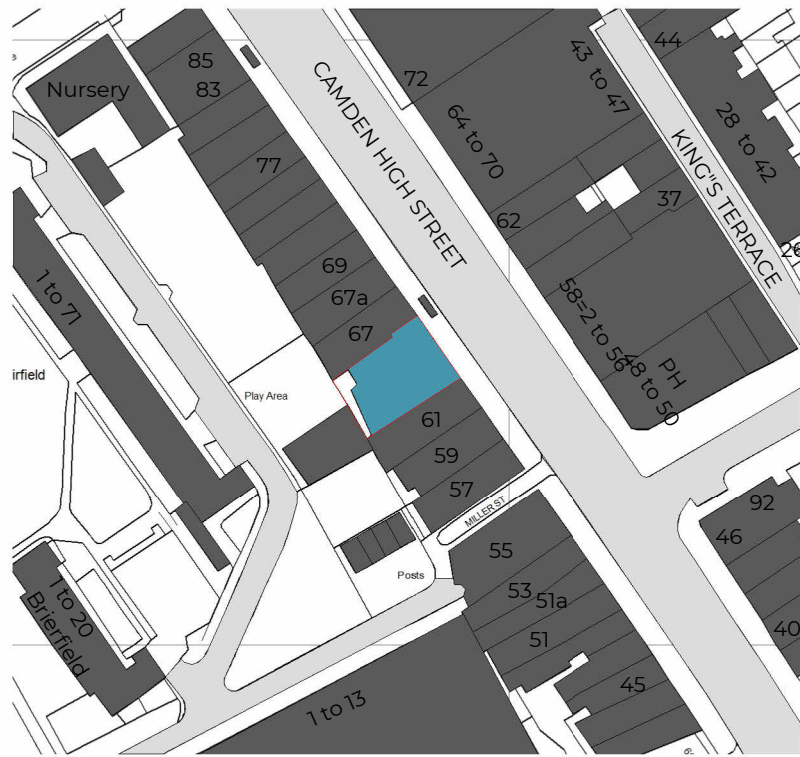 44
43 to 47
85
72
Nursery
83
CAMDEN HIGH STREET
64 to 70
28 to 42
77
KING"S TERRACE
37
62
26
69
1 to 71
67a
58=2 to 56
67
PH
48 to 50
irfield
Play Area
61
59
57
92
MILLER ST
46
55
Posts
53
51a
1 to 20
Brierfield
51
40
45
1 to 13